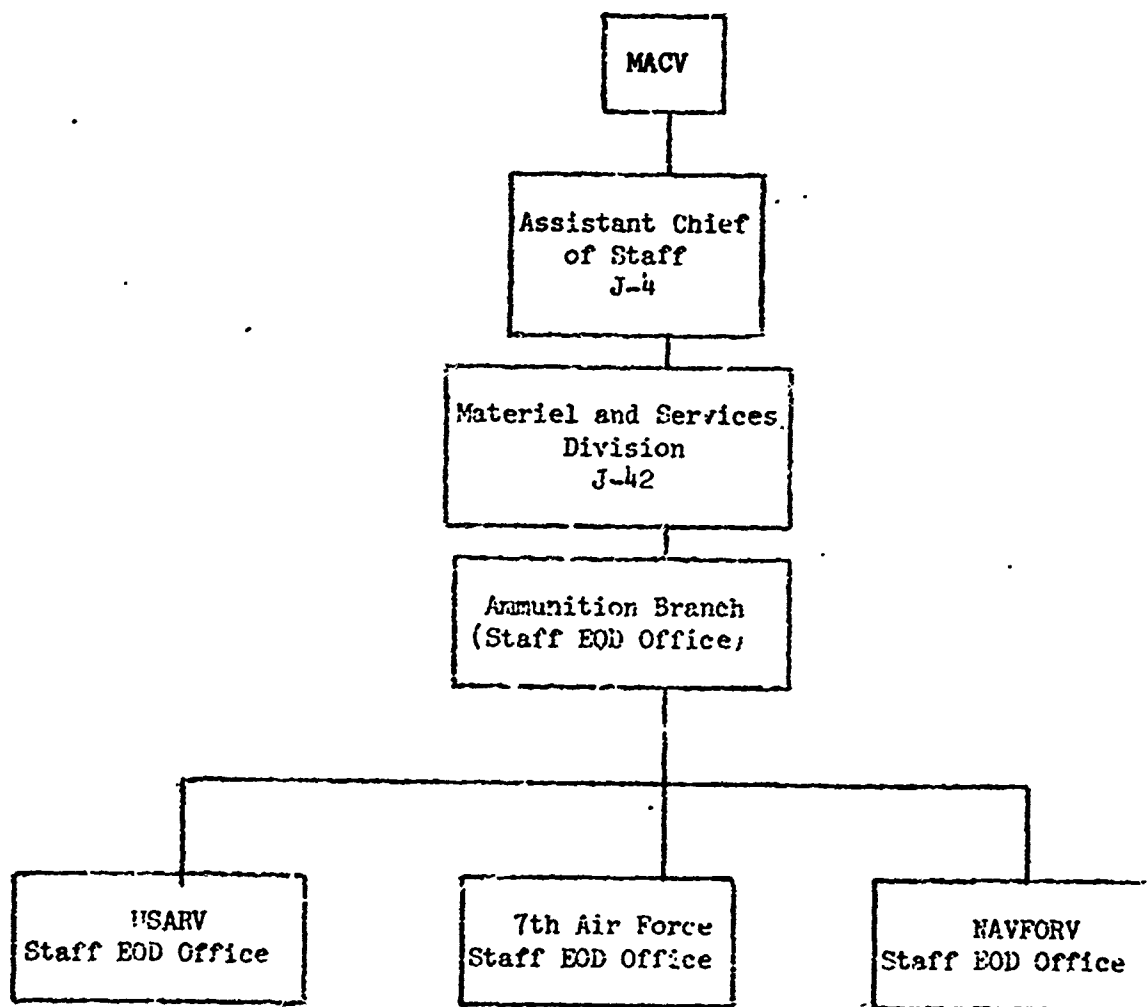 MACV
Assistant Chief
of Staff
J-4
Materiel and Services
Division
J-42
Ammunition Branch
(Staff EOD Office)
USARV
Staff EOD Office
7th Air Force
Staff EOD Office
NAVFORV
Staff EOD Office